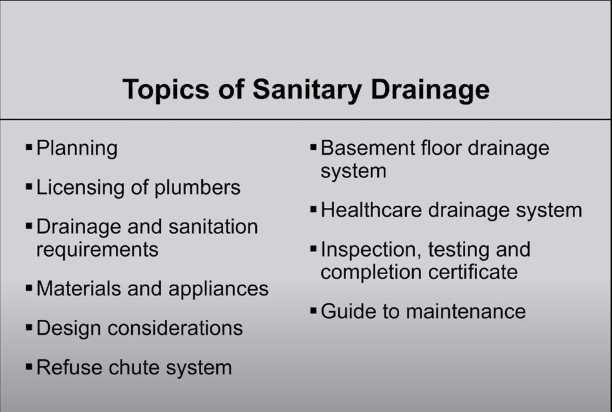 Topics of Sanitary Drainage
▪Planning
▪Licensing of plumbers
▪Drainage and sanitation
requirements
▪Materials and appliances
▪Design considerations
▪Refuse chute system
▪Basement floor drainage
system
▪Healthcare drainage system
▪Inspection, testing and
completion certificate
▪Guide to maintenance